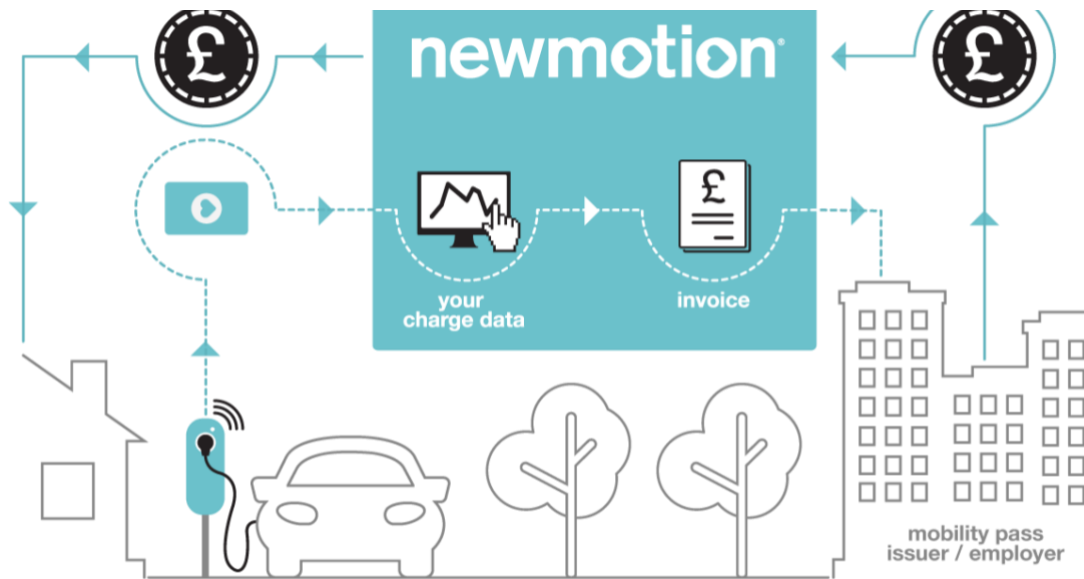 £
£
newmotion®
£
your
charge data
invoice
mobility pass
issuer / employer